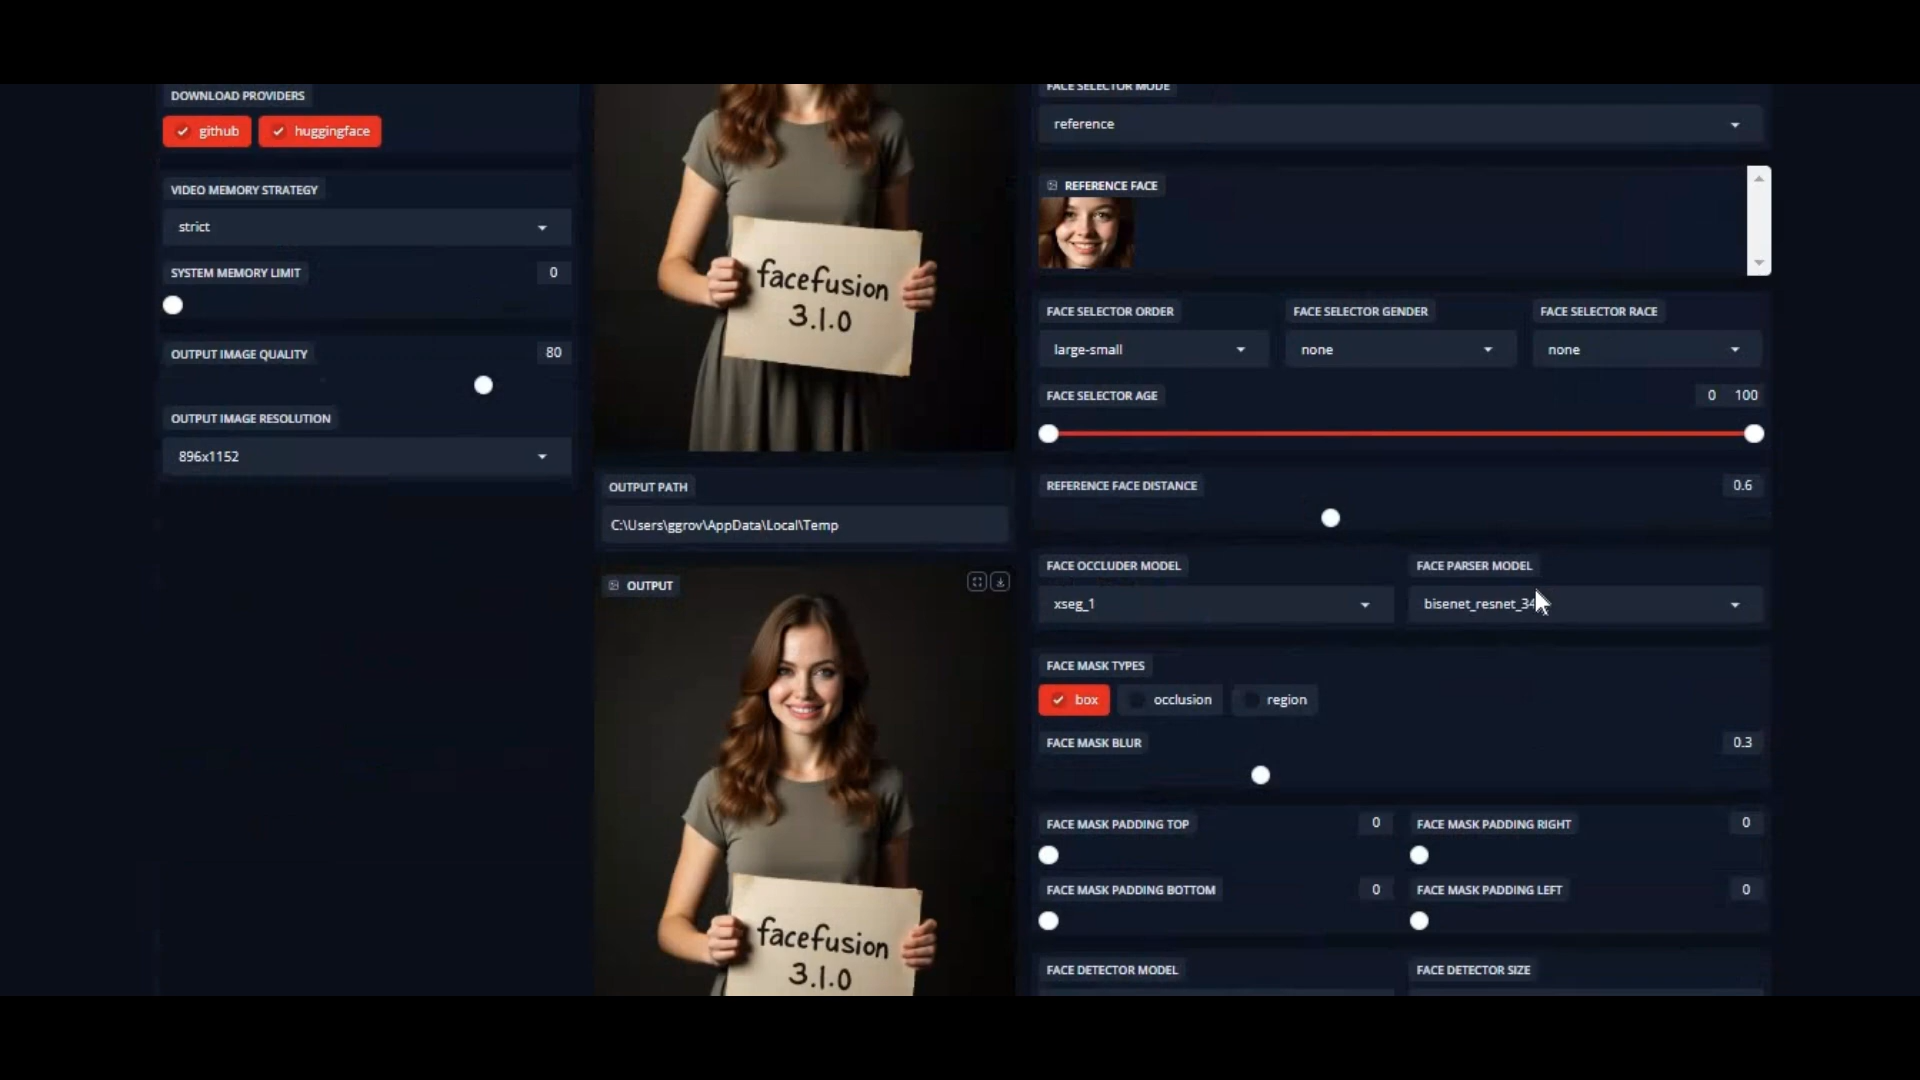 DOWNLOAD PROVIDERS
github
huggingface
VIDEO MEMORY STRATEGY
strict
SYSTEM MEMORY LIMIT
0
OUTPUT IMAGE QUALITY
80
OUTPUT IMAGE RESOLUTION
896x1152
facefusion
3.1.0
OUTPUT PATH
C:\Users\ggrov\AppData\Local\Temp
OUTPUT
facefusion
3.1.0
FACE SELECTOR MODE
reference
REFERENCE FACE
FACE SELECTOR ORDER
FACE SELECTOR GENDER
FACE SELECTOR RACE
large-small
none
none
FACE SELECTOR AGE
0
100
REFERENCE FACE DISTANCE
0.6
FACE OCCLUDER MODEL
FACE PARSER MODEL
xseg_1
bisenet_resnet_34
FACE MASK TYPES
box
occlusion
region
FACE MASK BLUR
0.3
FACE MASK PADDING TOP
0
FACE MASK PADDING RIGHT
0
FACE MASK PADDING BOTTOM
0
FACE MASK PADDING LEFT
0
FACE DETECTOR MODEL
FACE DETECTOR SIZE